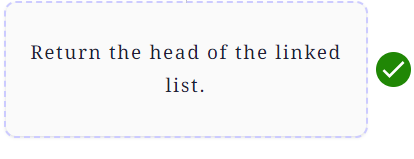 Return the head of the linked
list.